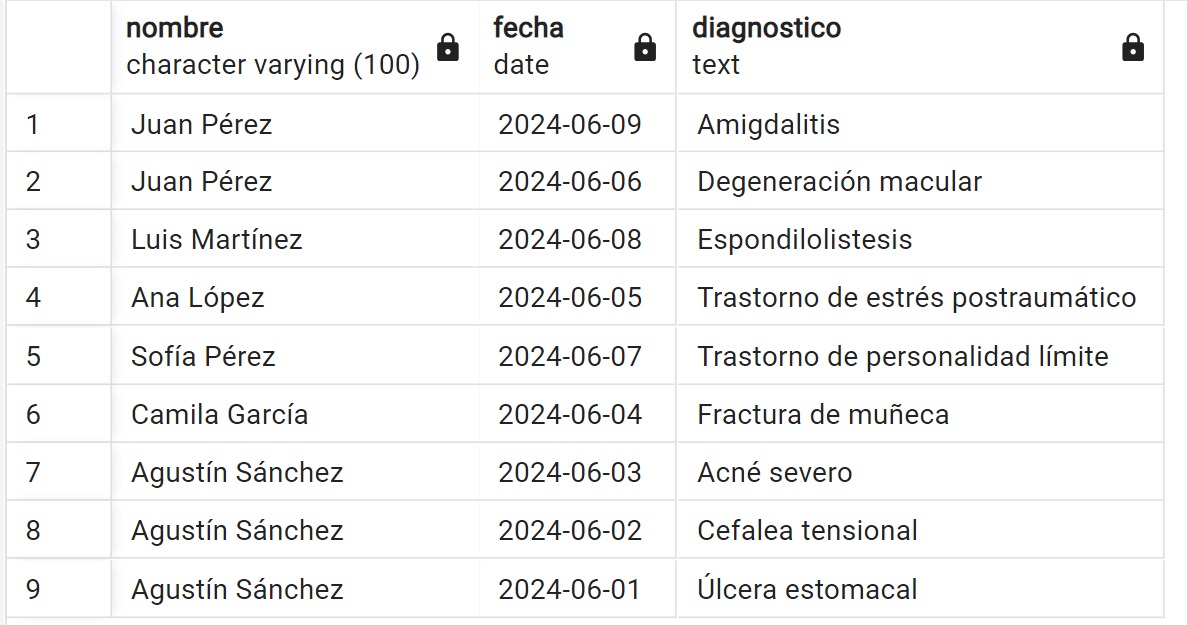 nombre fecha diagnostico
character varying (100) date text
1 Juan Pérez 2024-06-09 Amigdalitis
2 Juan Pérez 2024-06-06 Degeneración macular
3 Luis Martínez 2024-06-08 Espondilolistesis
4 Ana López 2024-06-05 Trastorno de estrés postraumático
5 Sofía Pérez 2024-06-07 Trastorno de personalidad límite
6 Camila García 2024-06-04 Fractura de muñeca
7 Agustín Sánchez 2024-06-03 Acné severo
8 Agustín Sánchez 2024-06-02 Cefalea tensional
9 Agustín Sánchez 2024-06-01 Úlcera estomacal